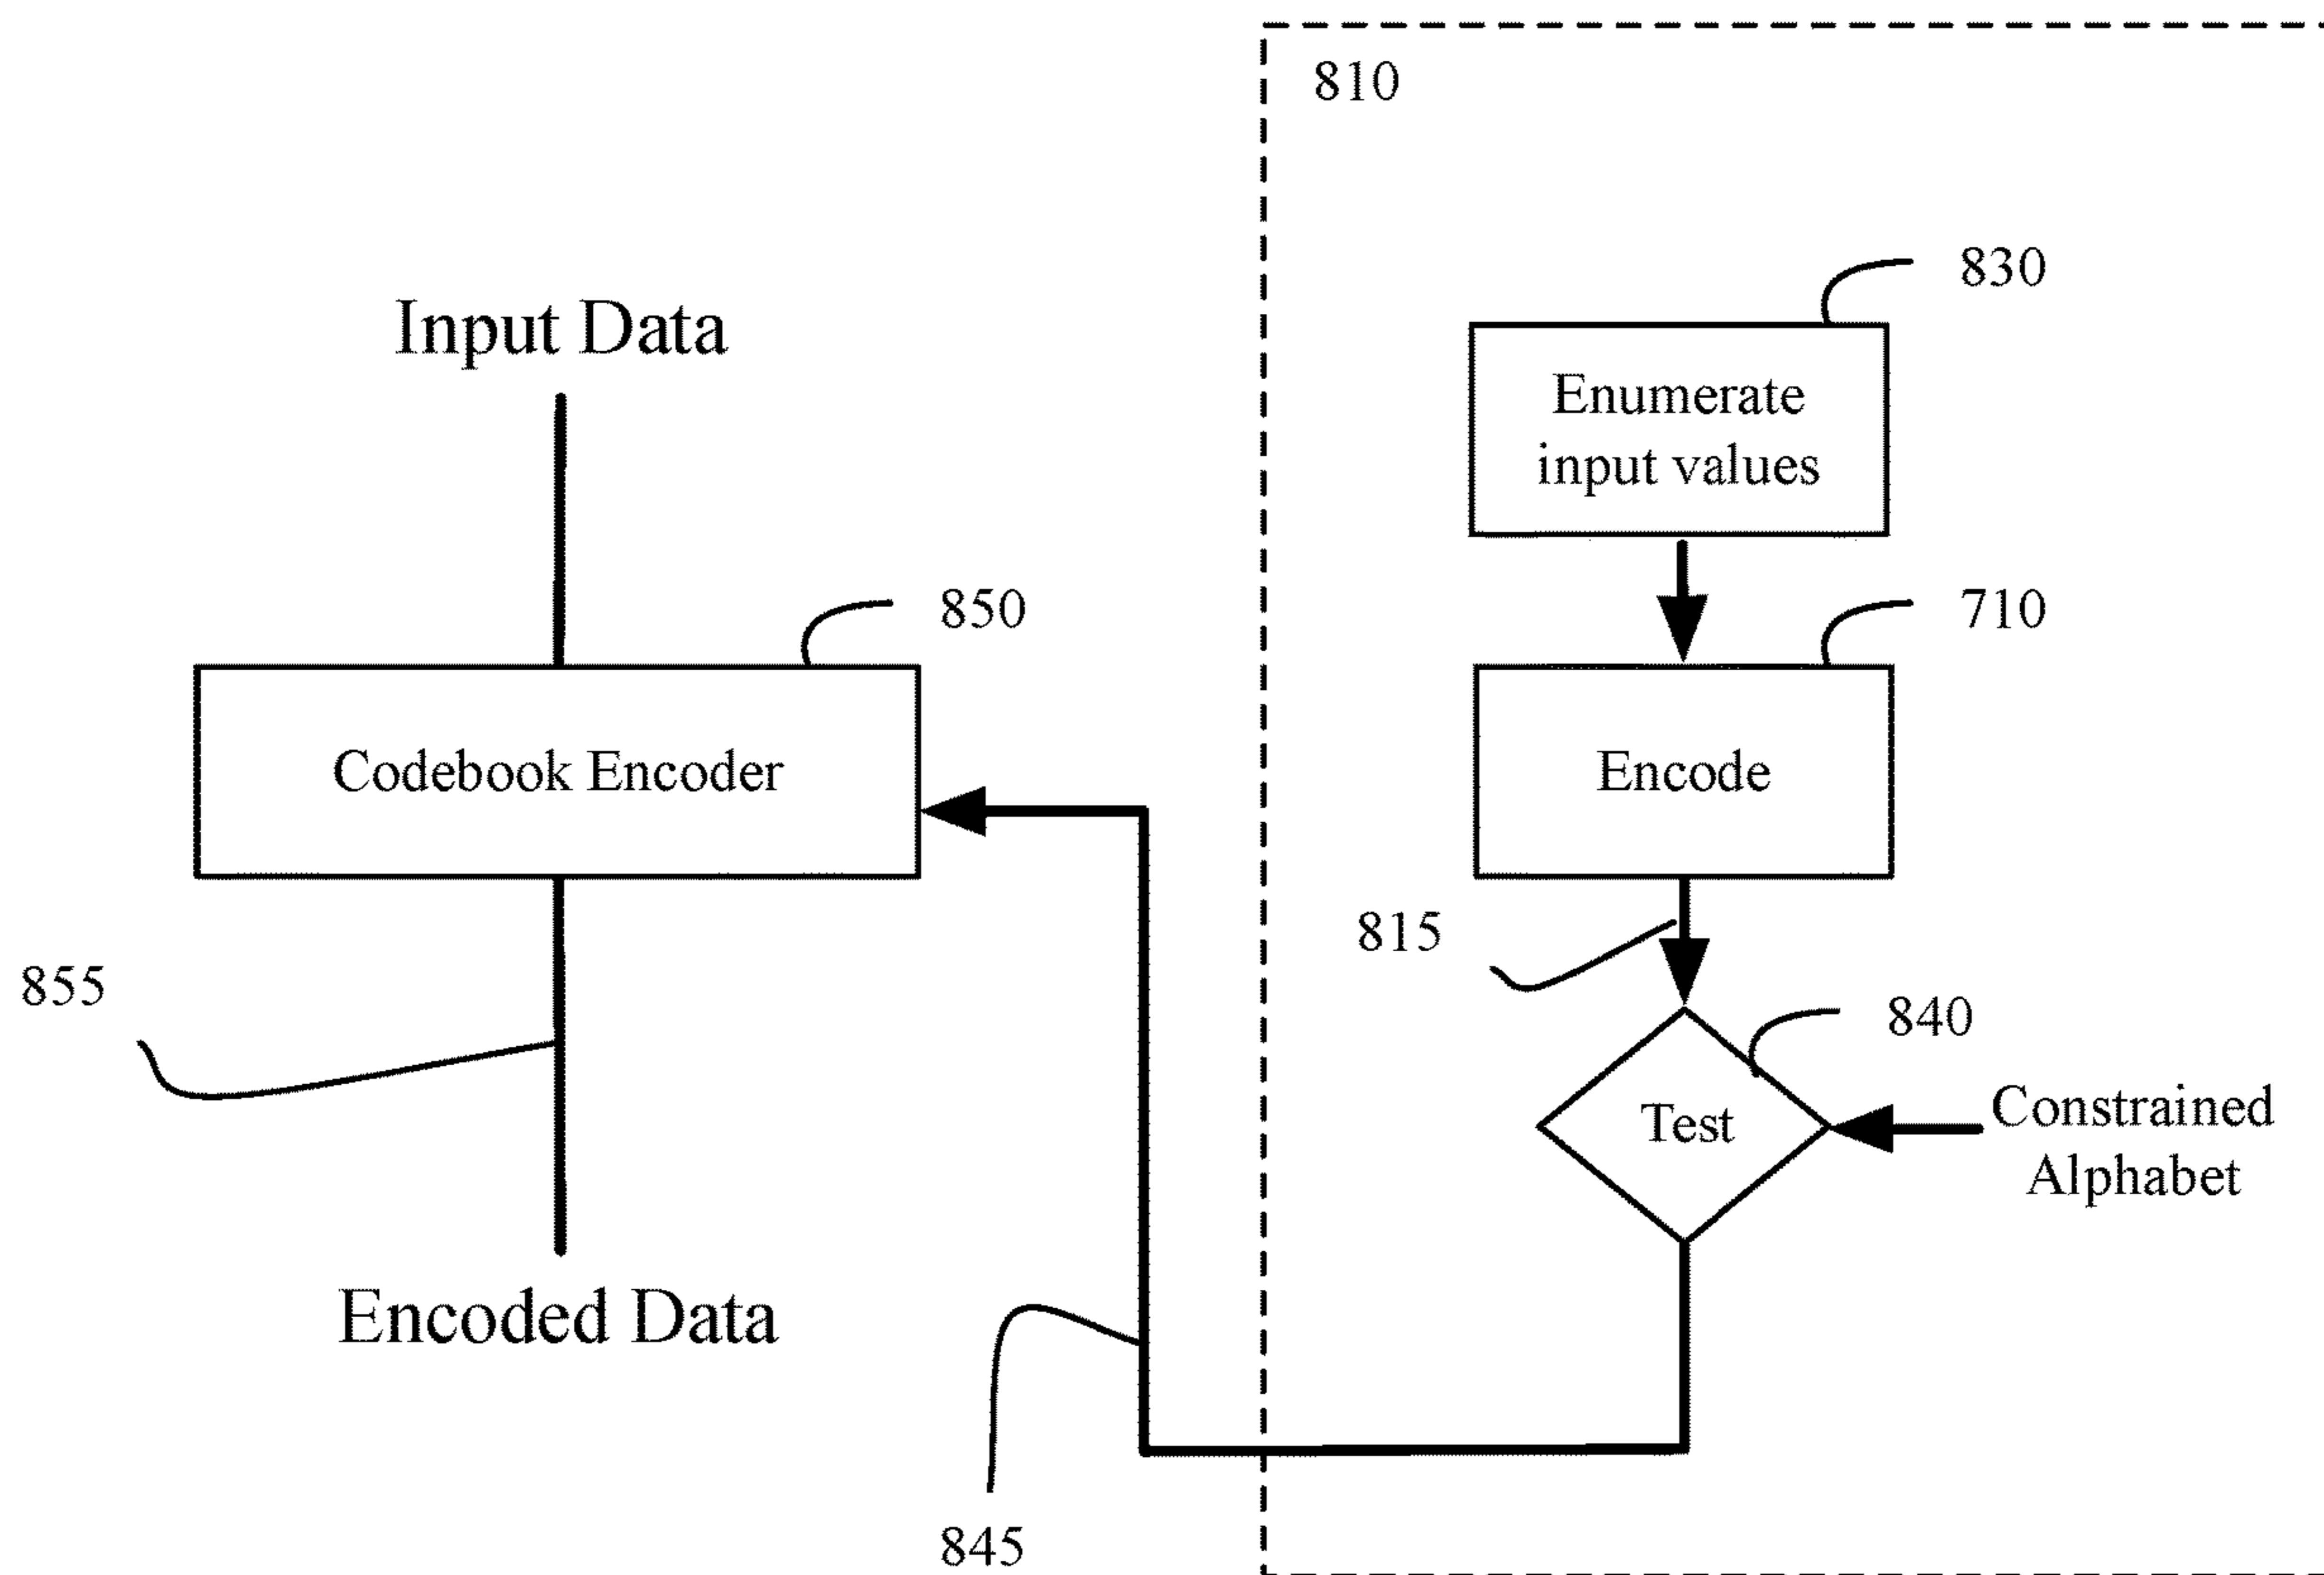 810
830
Input Data
Enumerate
input values
850
710
Codebook Encoder
Encode
815
855
840
Constrained
Test
Alphabet
Encoded Data
845